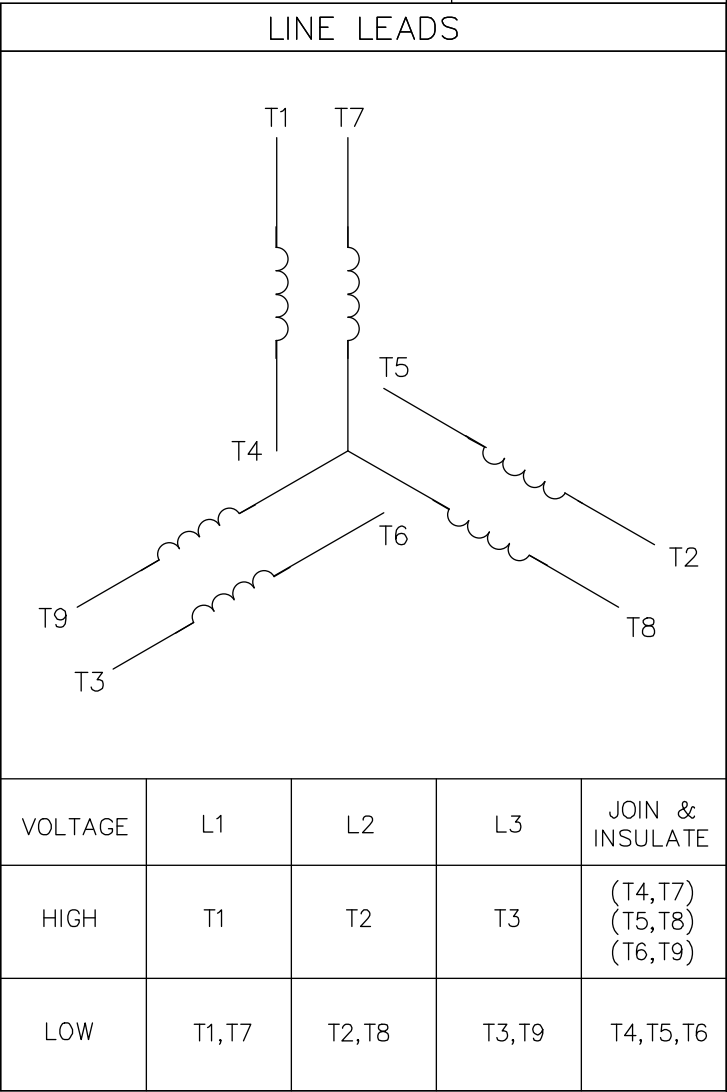 LINE LEADS
T1 T7
T5
T4
T6
T2
T9
T8
T3
VOLTAGE L1 L2 L3 JOIN &
INSULATE
HIGH T1 T2 T3 (T4,T7)
(T5,T8)
(T6,T9)
LOW T1,T7 T2,T8 T3,T9 T4,T5,T6